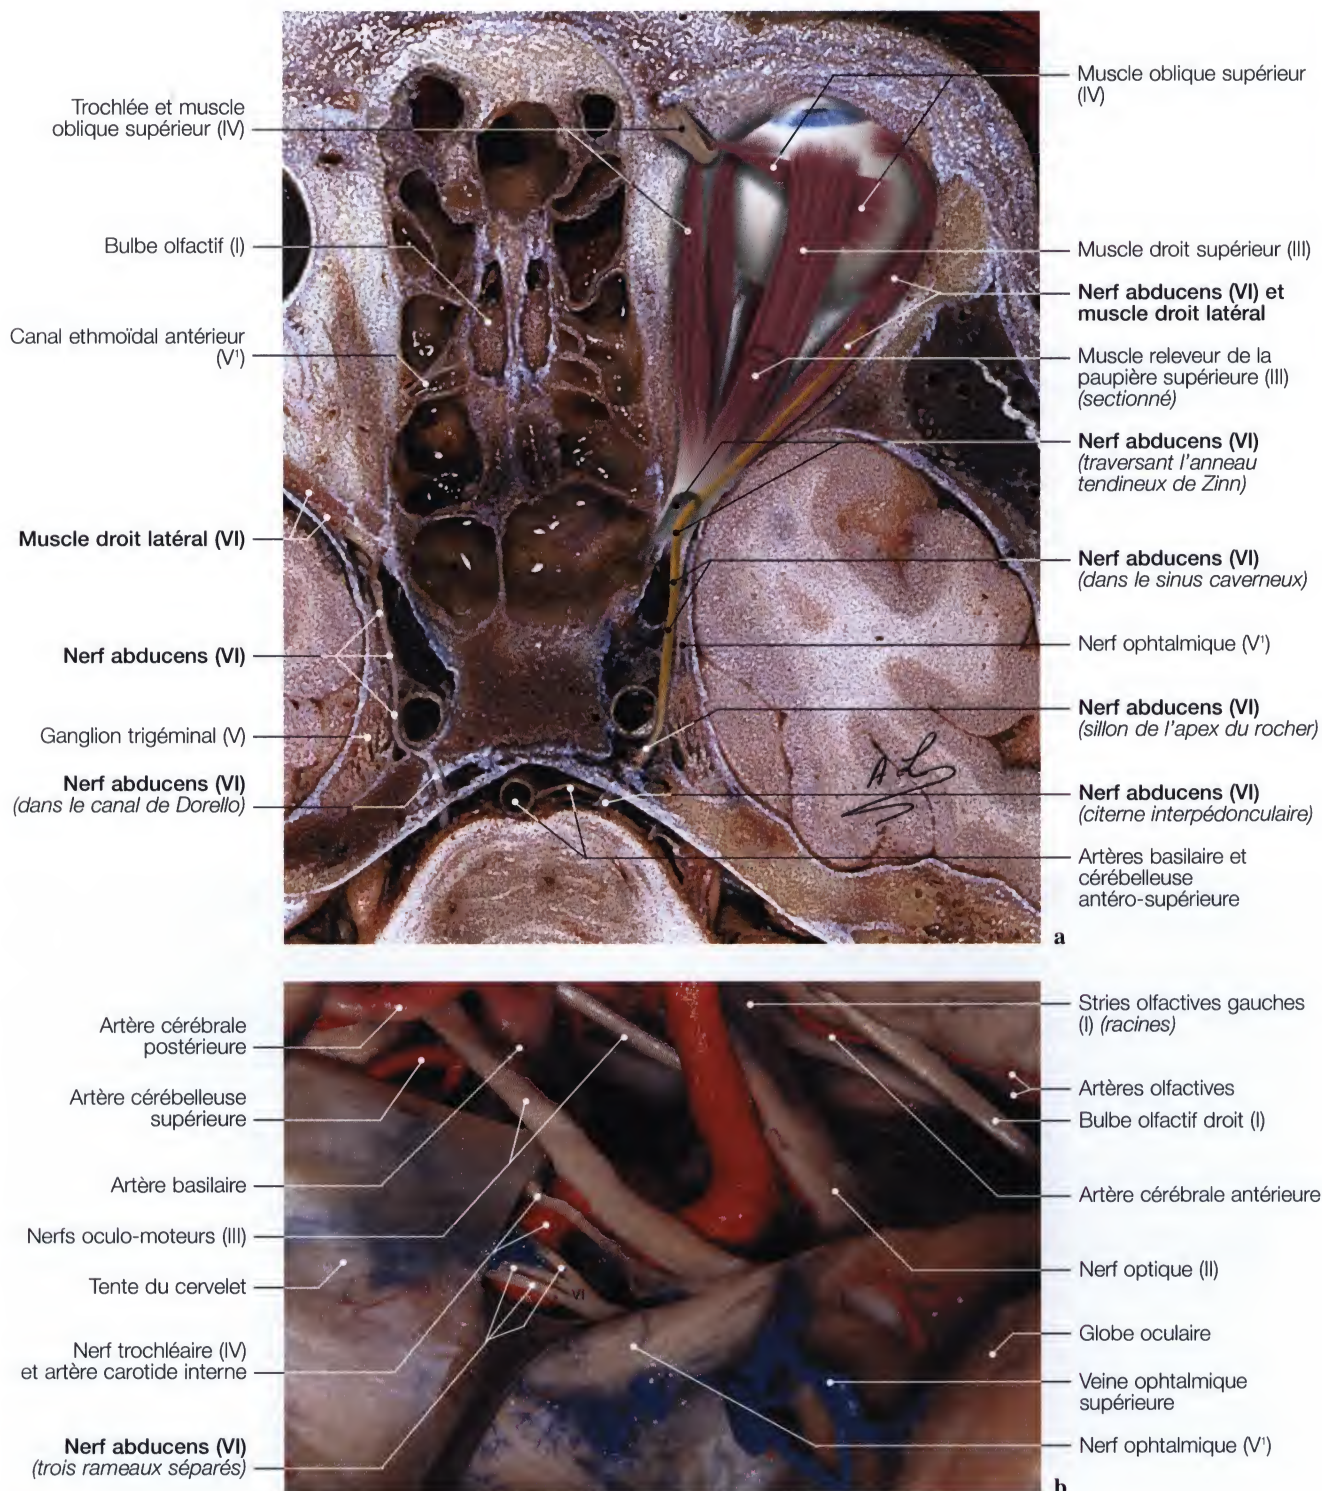 Trochlée et muscle
oblique supérieur (IV)
Bulbe olfactif (I)
Canal ethmoïdal antérieur
(V¹)
Muscle droit latéral (VI)
Nerf abducens (VI)
Ganglion trigéminal (V)
Nerf abducens (VI)
(dans le canal de Dorello)
Muscle oblique supérieur
(IV)
Muscle droit supérieur (III)
Nerf abducens (VI) et
muscle droit latéral
Muscle releveur de la
paupière supérieure (III)
(sectionné)
Nerf abducens (VI)
(traversant l'anneau
tendineux de Zinn)
Nerf abducens (VI)
(dans le sinus caverneux)
Nerf ophtalmique (V¹)
Nerf abducens (VI)
(sillon de l'apex du rocher)
Nerf abducens (VI)
(citerne interpédonculaire)
Artères basilaire et
cérébelleuse
antéro-supérieure
a
Artère cérébrale
postérieure
Artère cérébelleuse
supérieure
Artère basilaire
Nerfs oculo-moteurs (III)
Tente du cervelet
Nerf trochléaire (IV)
et artère carotide interne
Nerf abducens (VI)
(trois rameaux séparés)
VI
Stries olfactives gauches
(I) (racines)
Artères olfactives
Bulbe olfactif droit (I)
Artère cérébrale antérieure
Nerf optique (II)
Globe oculaire
Veine ophtalmique
supérieure
Nerf ophtalmique (V¹)
b